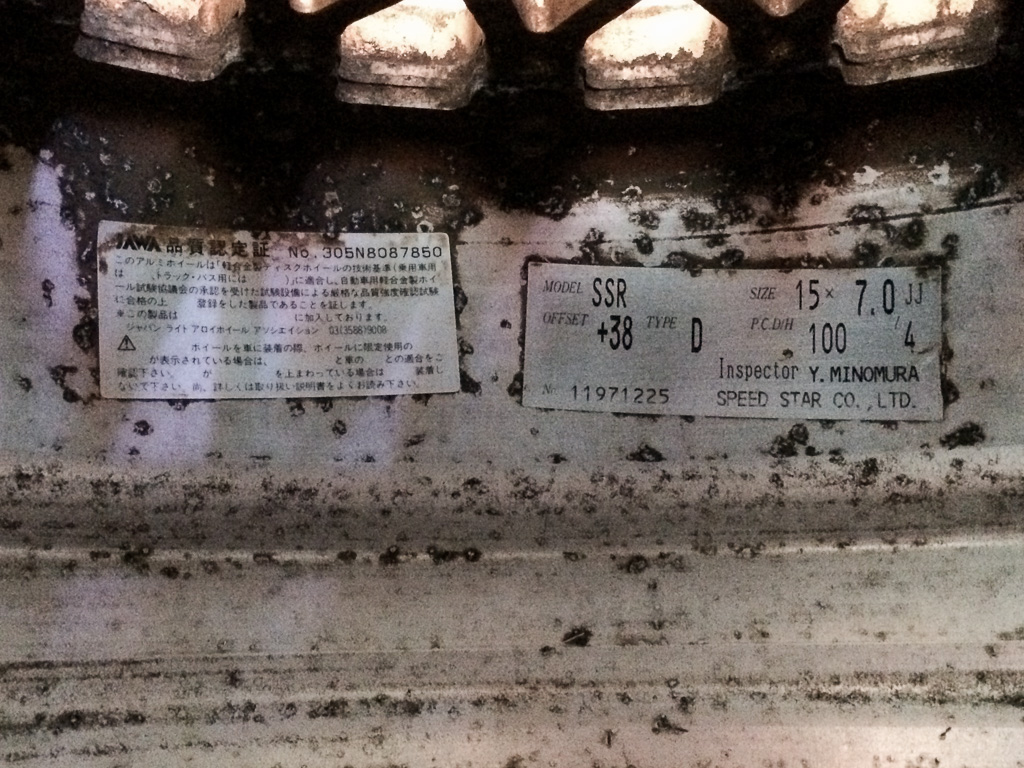 JAWA 品質認定証 No. 305N8087850
このアルミホイールは「軽合金製ディスクホイールの技術基準(乗用車用
は トラック・バス用には )に適合し、自動車用軽合金製ホイ
ール試験協議会の承認を受けた試験設備による厳格な品質強度確認試験
に合格の上 登録をした製品であることを証します。
※この製品は に加入しております。
ジャパン ライト アロイホイール アソシエイション 03(3583)9008
⚠ ホイールを車に装着の際、ホイールに限定使用の
が表示されている場合は、 と車の との適合をご
確認下さい。 が を上まわっている場合は 装着し
ないで下さい。尚、詳しくは取り扱い説明書をよくお読み下さい。
MODEL SSR SIZE 15 × 7.0 JJ
OFFSET +38 TYPE D P.C.D/H 100 / 4
Inspector Y. MINOMURA
№ 11971225 SPEED STAR CO.,LTD.